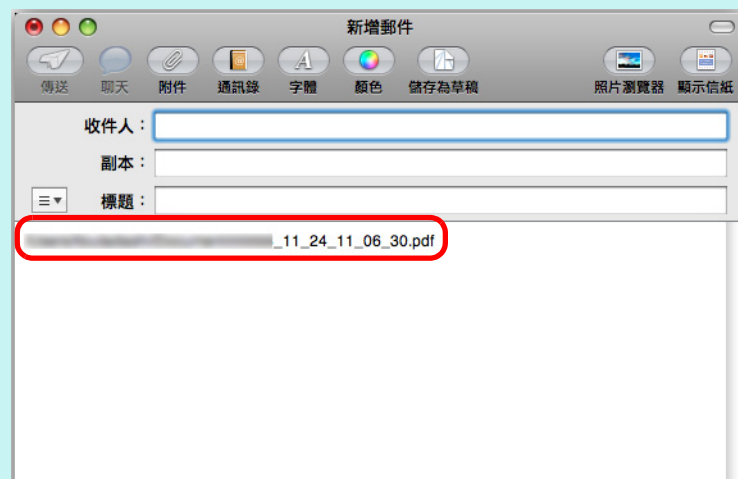 新增郵件
傳送 聊天 附件 通訊錄 字體 顏色 儲存為草稿 照片瀏覽器 顯示信紙
收件人：
副本：
標題：
_11_24_11_06_30.pdf